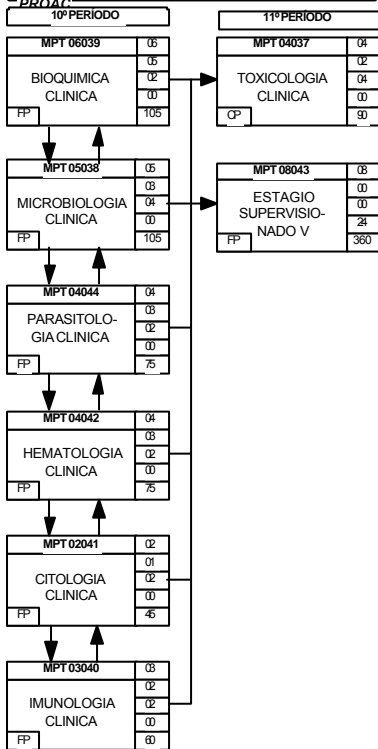 PROAC
10º PERÍODO
11º PERÍODO
MPT 06039
06
05
BIOQUIMICA
CLINICA
02
00
FP
105
MPT 04037
04
02
TOXICOLOGIA
CLINICA
04
00
OP
90
MPT 05038
05
03
MICROBIOLOGIA
CLINICA
04
00
FP
105
MPT 08043
08
00
ESTAGIO
SUPERVISIO-
NADO V
00
24
FP
360
MPT 04044
04
03
PARASITOLO-
GIA CLINICA
02
00
FP
75
MPT 04042
04
03
HEMATOLOGIA
CLINICA
02
00
FP
75
MPT 02041
02
01
CITOLOGIA
CLINICA
02
00
FP
45
MPT 03040
03
02
IMUNOLOGIA
CLINICA
02
00
FP
60